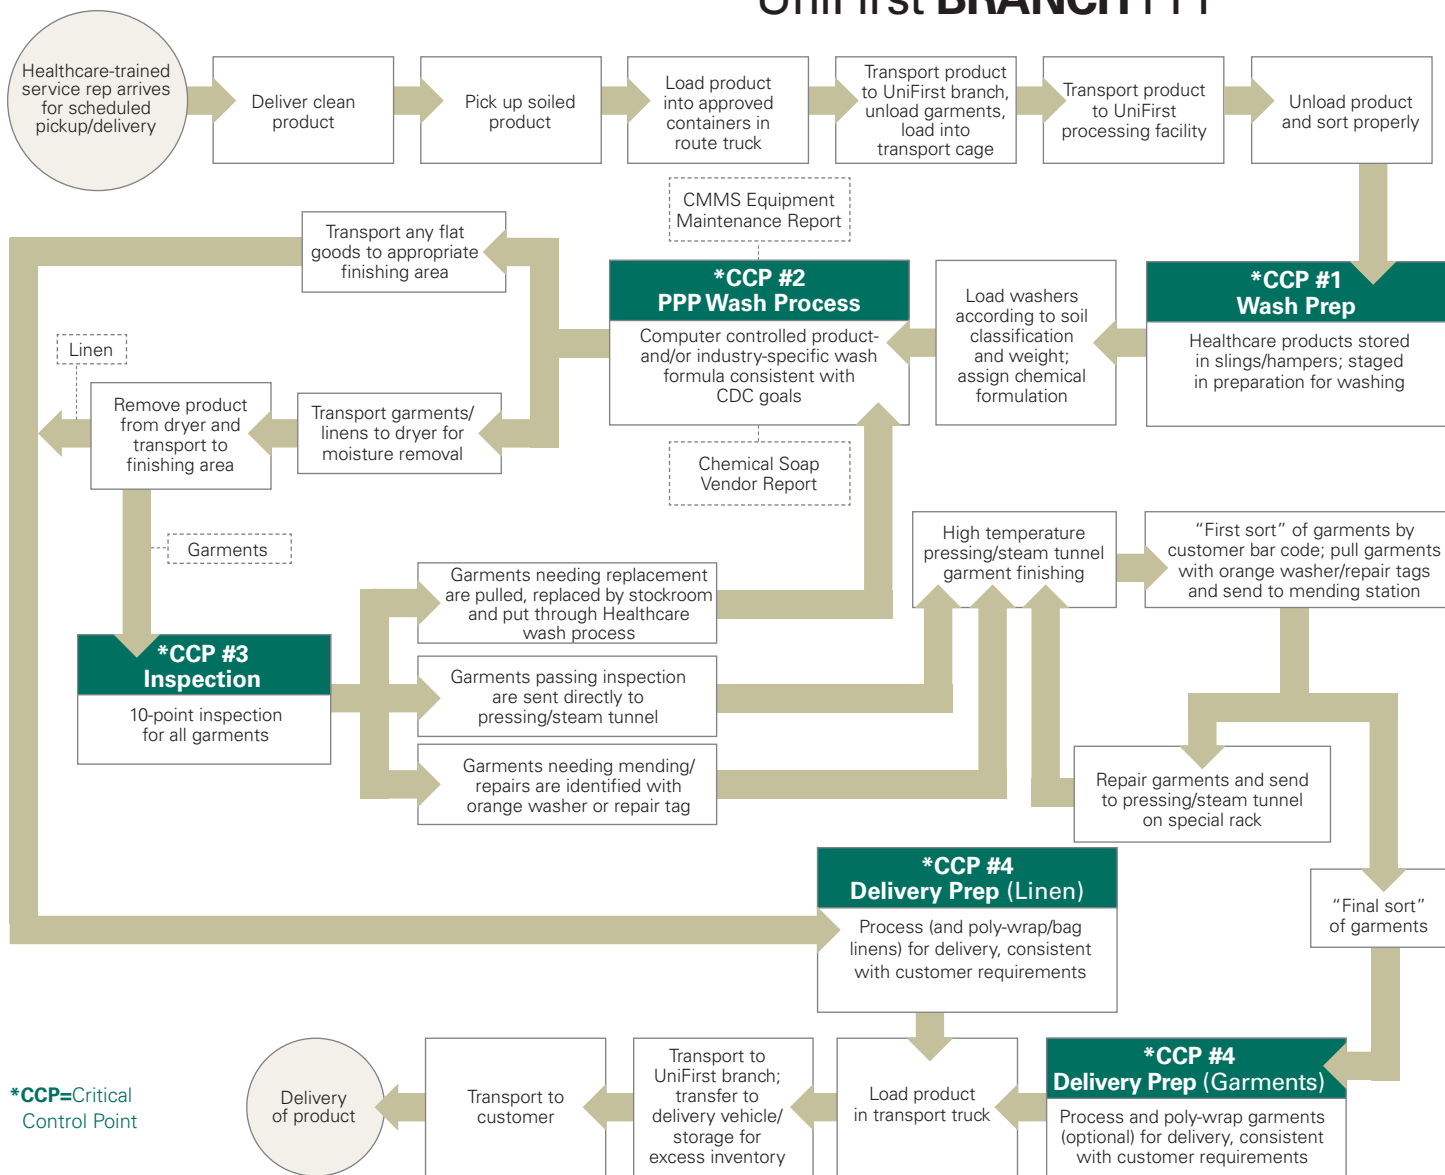 UniFirst BRANCH PPP
Healthcare-trained
service rep arrives
for scheduled
pickup/delivery
Deliver clean
product
Pick up soiled
product
Load product
into approved
containers in
route truck
Transport product
to UniFirst branch,
unload garments,
load into
transport cage
Transport product
to UniFirst
processing facility
Unload product
and sort properly
CMMS Equipment
Maintenance Report
Transport any flat
goods to appropriate
finishing area
*CCP #2
PPP Wash Process
Computer controlled product-
and/or industry-specific wash
formula consistent with
CDC goals
Load washers
according to soil
classification
and weight;
assign chemical
formulation
*CCP #1
Wash Prep
Healthcare products stored
in slings/hampers; staged
in preparation for washing
Linen
Remove product
from dryer and
transport to
finishing area
Transport garments/
linens to dryer for
moisture removal
Chemical Soap
Vendor Report
Garments
High temperature
pressing/steam tunnel
garment finishing
“First sort” of garments by
customer bar code; pull garments
with orange washer/repair tags
and send to mending station
Garments needing replacement
are pulled, replaced by stockroom
and put through Healthcare
wash process
*CCP #3
Inspection
10-point inspection
for all garments
Garments passing inspection
are sent directly to
pressing/steam tunnel
Garments needing mending/
repairs are identified with
orange washer or repair tag
Repair garments and send
to pressing/steam tunnel
on special rack
*CCP #4
Delivery Prep (Linen)
Process (and poly-wrap/bag
linens) for delivery, consistent
with customer requirements
“Final sort”
of garments
*CCP=Critical
Control Point
Delivery
of product
Transport to
customer
Transport to
UniFirst branch;
transfer to
delivery vehicle/
storage for
excess inventory
Load product
in transport truck
*CCP #4
Delivery Prep (Garments)
Process and poly-wrap garments
(optional) for delivery, consistent
with customer requirements